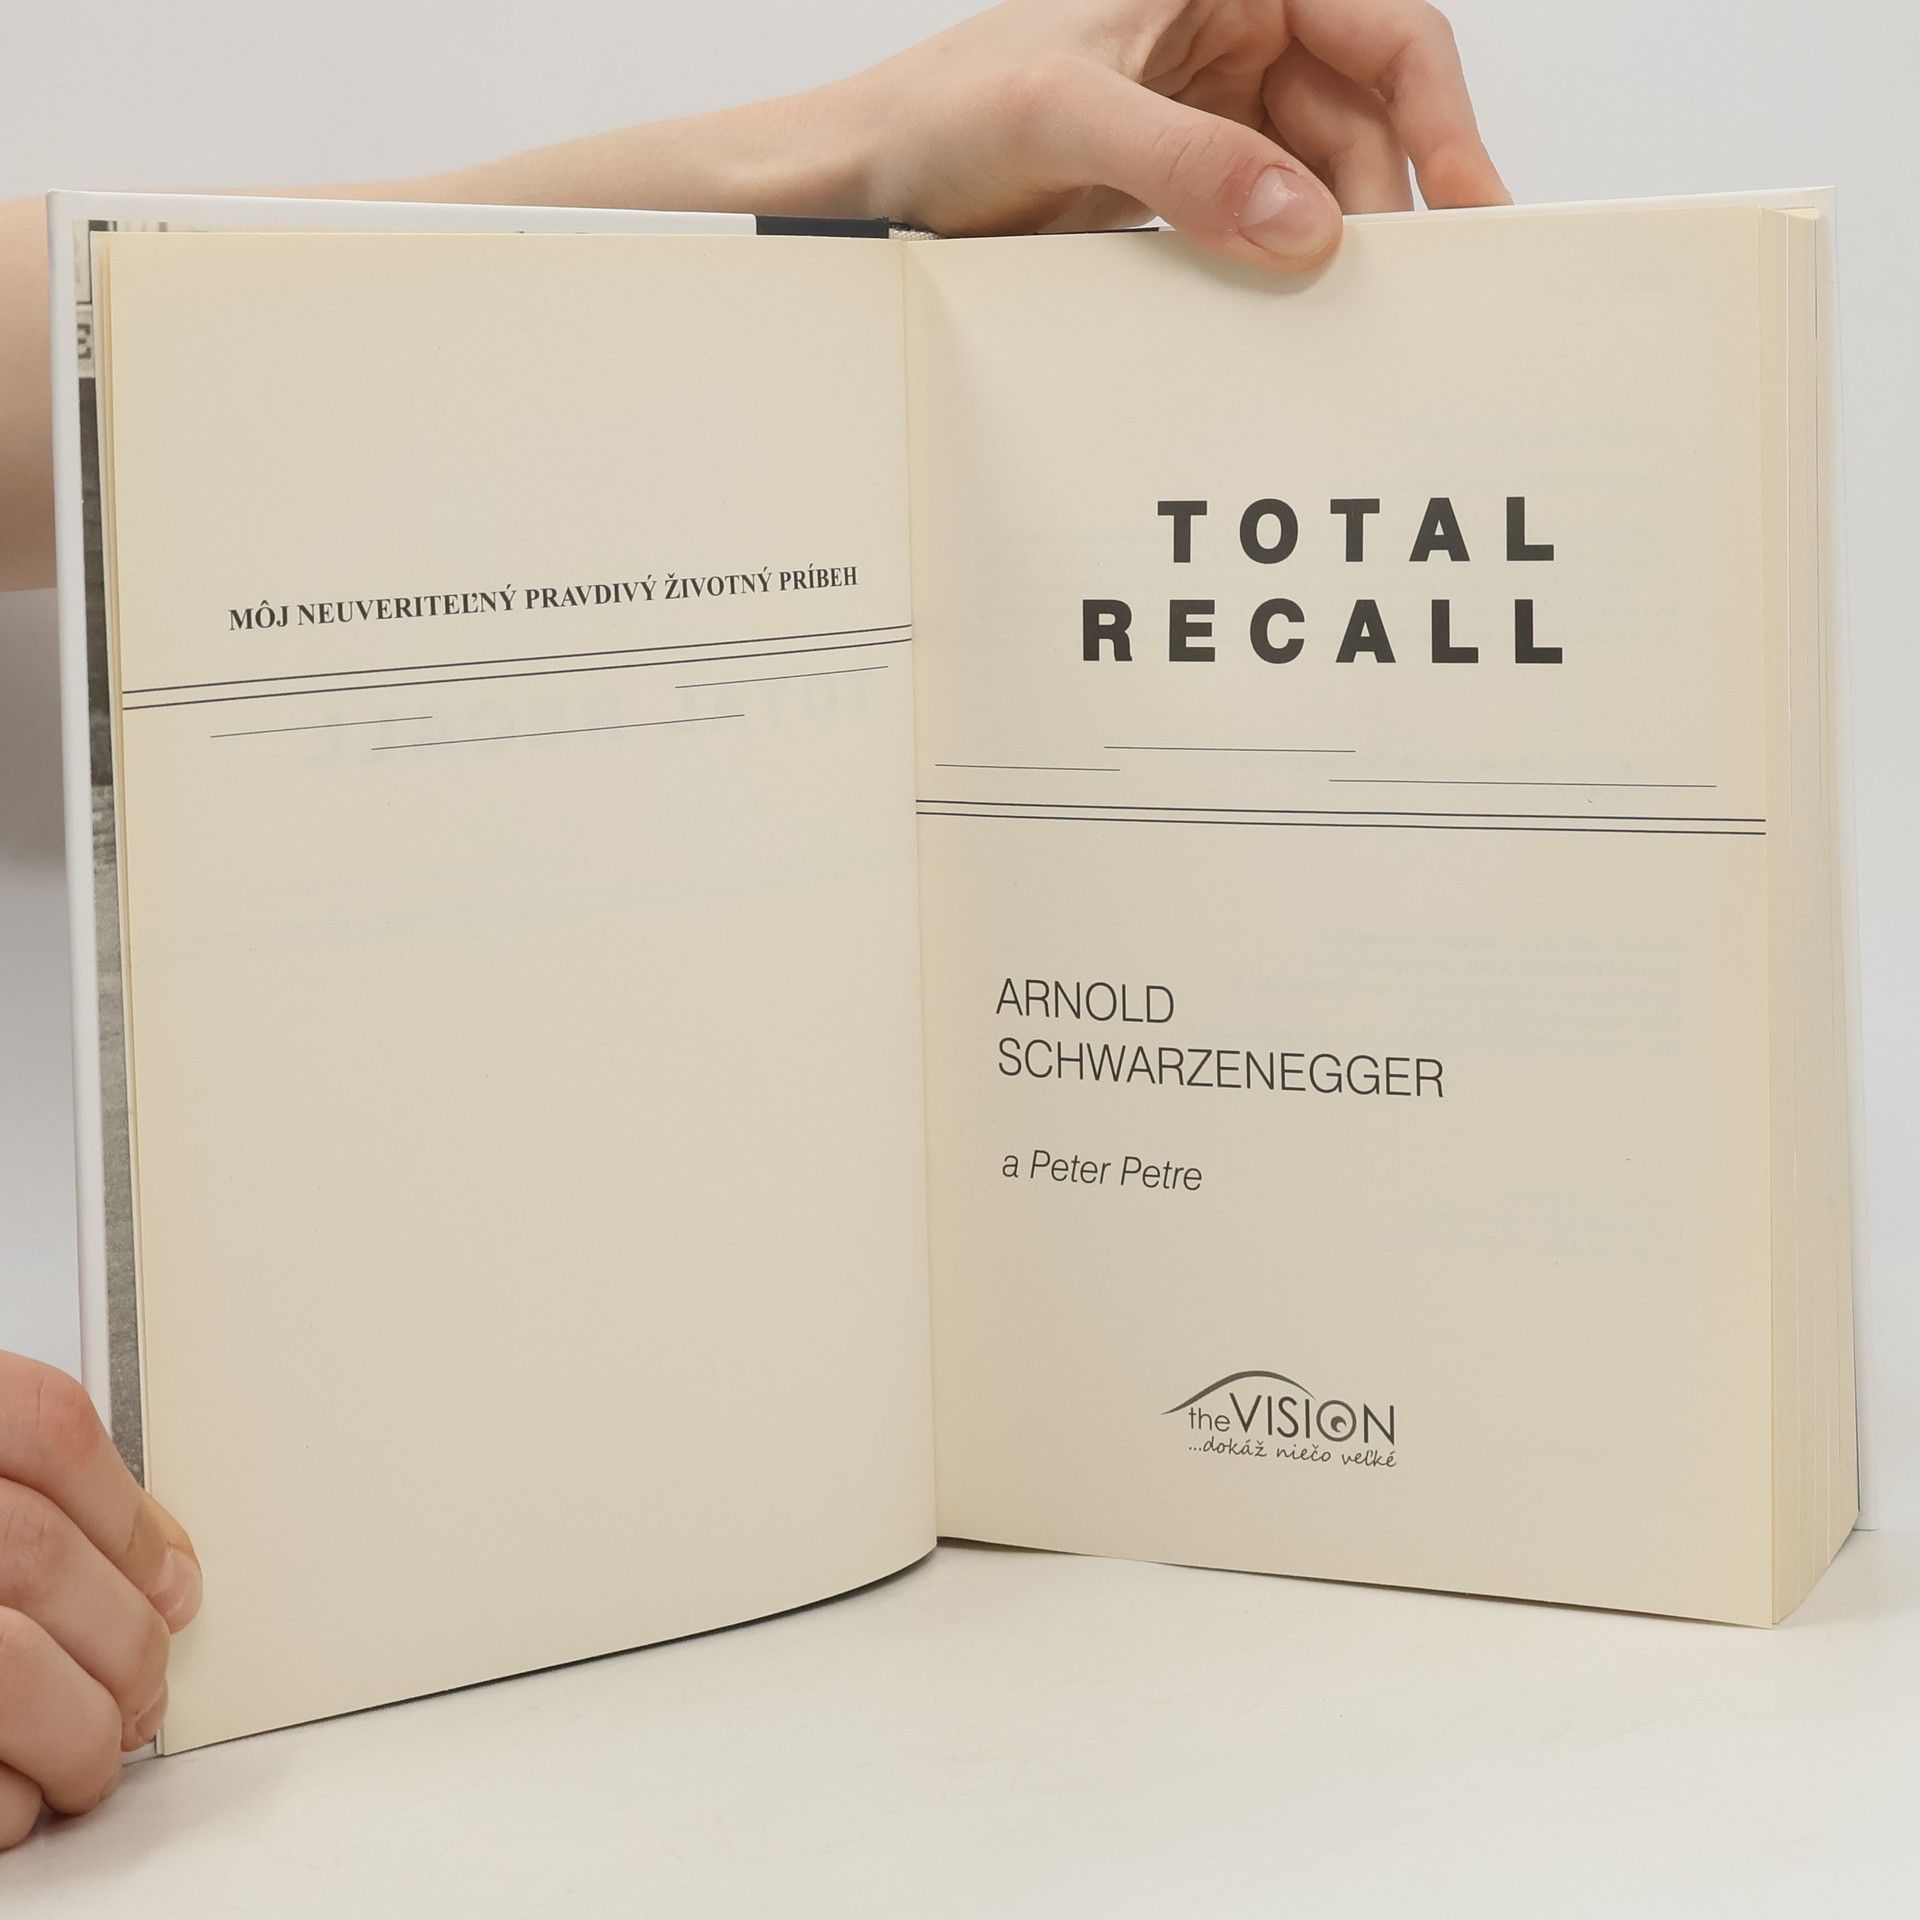 MÔJ NEUVERITEĽNÝ PRAVDIVÝ ŽIVOTNÝ PRÍBEH
TOTAL
RECALL
ARNOLD
SCHWARZENEGGER
a Peter Petre
theVISION
...dokáž niečo veľké